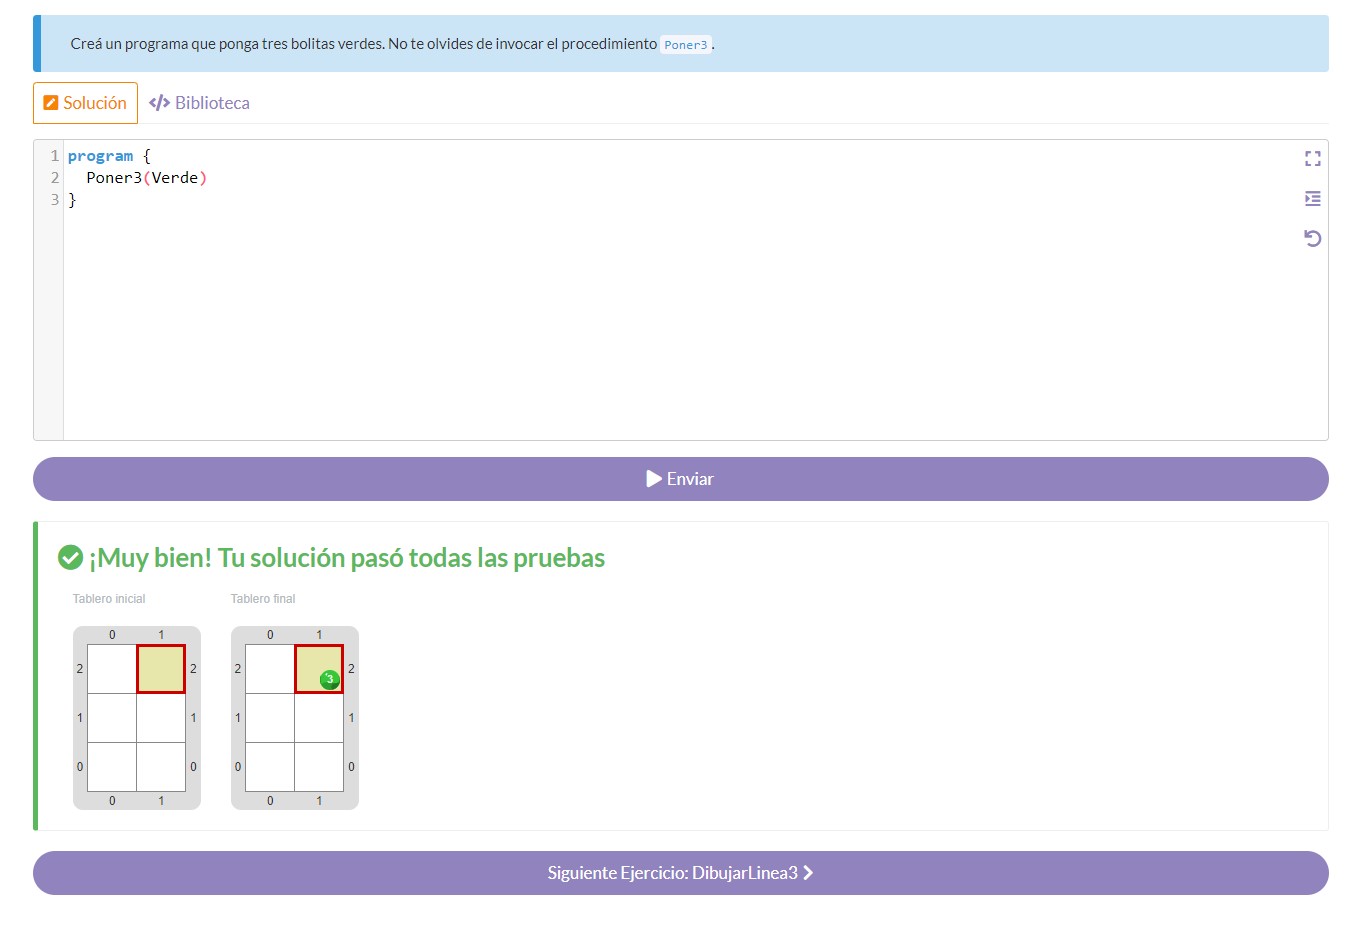 Creá un programa que ponga tres bolitas verdes. No te olvides de invocar el procedimiento Poner3.
Solución </> Biblioteca
1 program {
2 Poner3(Verde)
3 }
Enviar
¡Muy bien! Tu solución pasó todas las pruebas
Tablero inicial Tablero final
0 1 0 1
2 2 2 3 2
1 1 1 1
0 0 0 0
0 1 0 1
Siguiente Ejercicio: DibujarLinea3